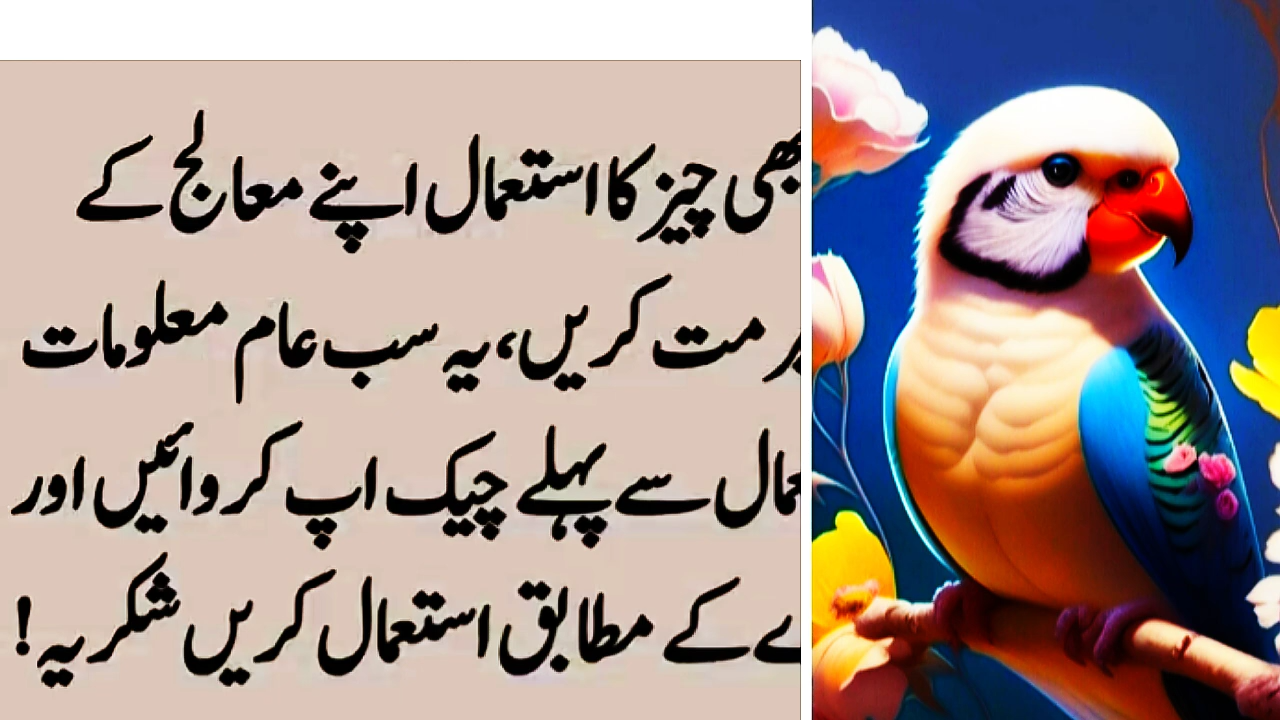 بھی چیز کا استعمال اپنے معالج کے
مت کریں، یہ سب عام معلومات
سے پہلے چیک اپ کروائیں اور
کے مطابق استعمال کریں شکریہ!